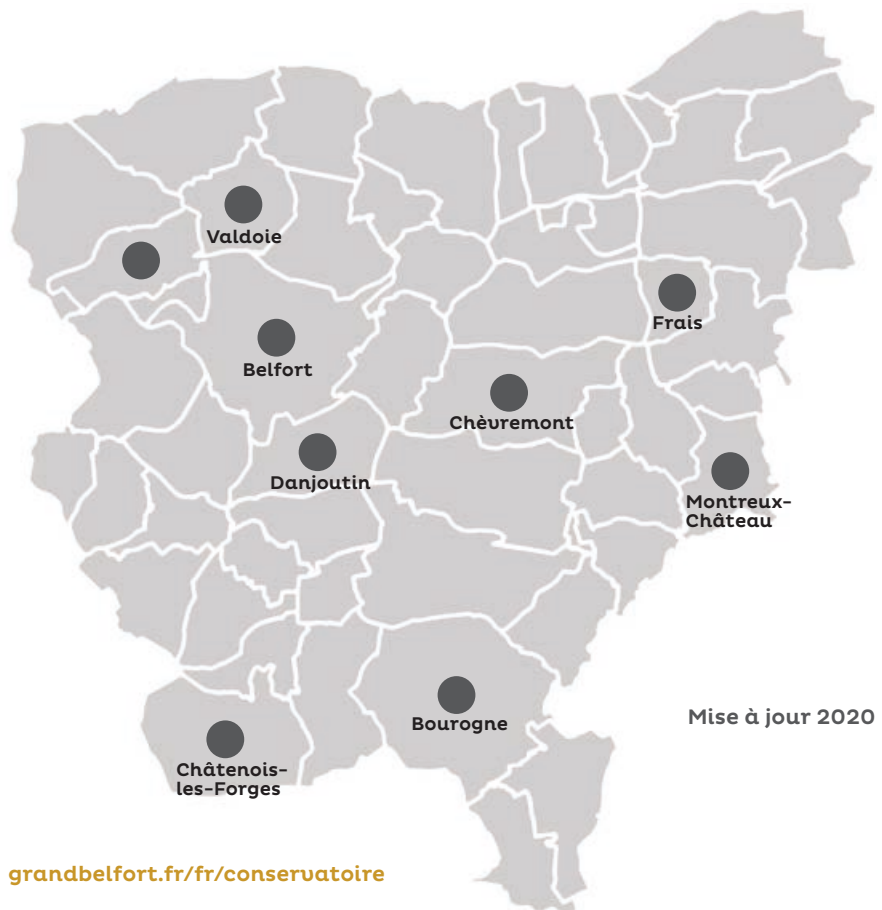 Valdoie
Frais
Belfort
Chèvremont
Danjoutin
Montreux-
Château
Mise à jour 2020
Bourogne
Châtenois-
les-Forges
grandbelfort.fr/fr/conservatoire